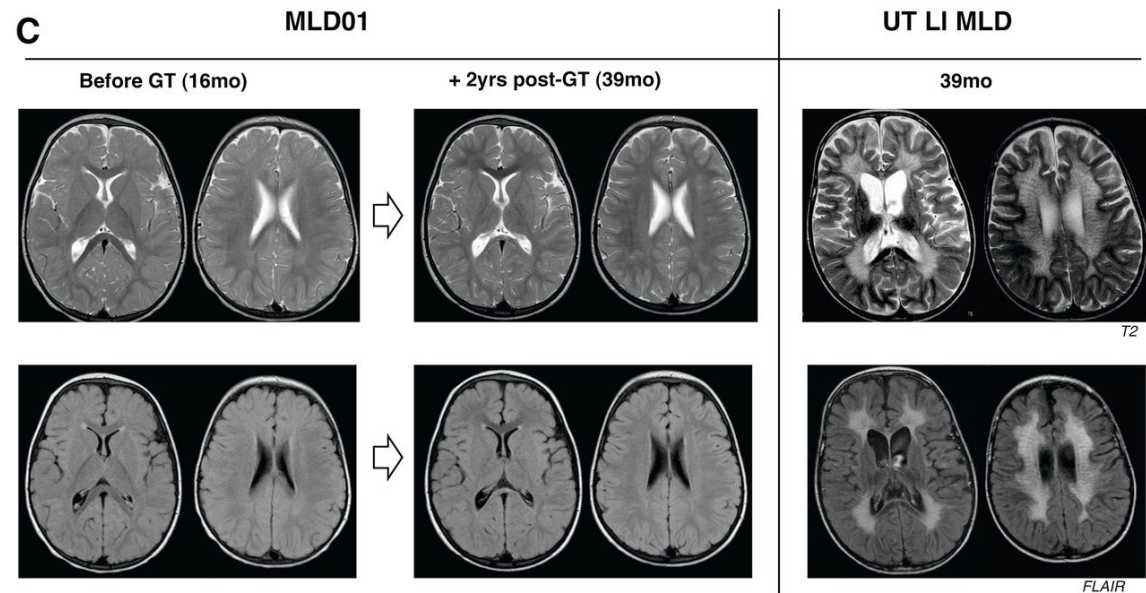 C
MLD01
UT LI MLD
Before GT (16mo)
+ 2yrs post-GT (39mo)
39mo
T2
FLAIR